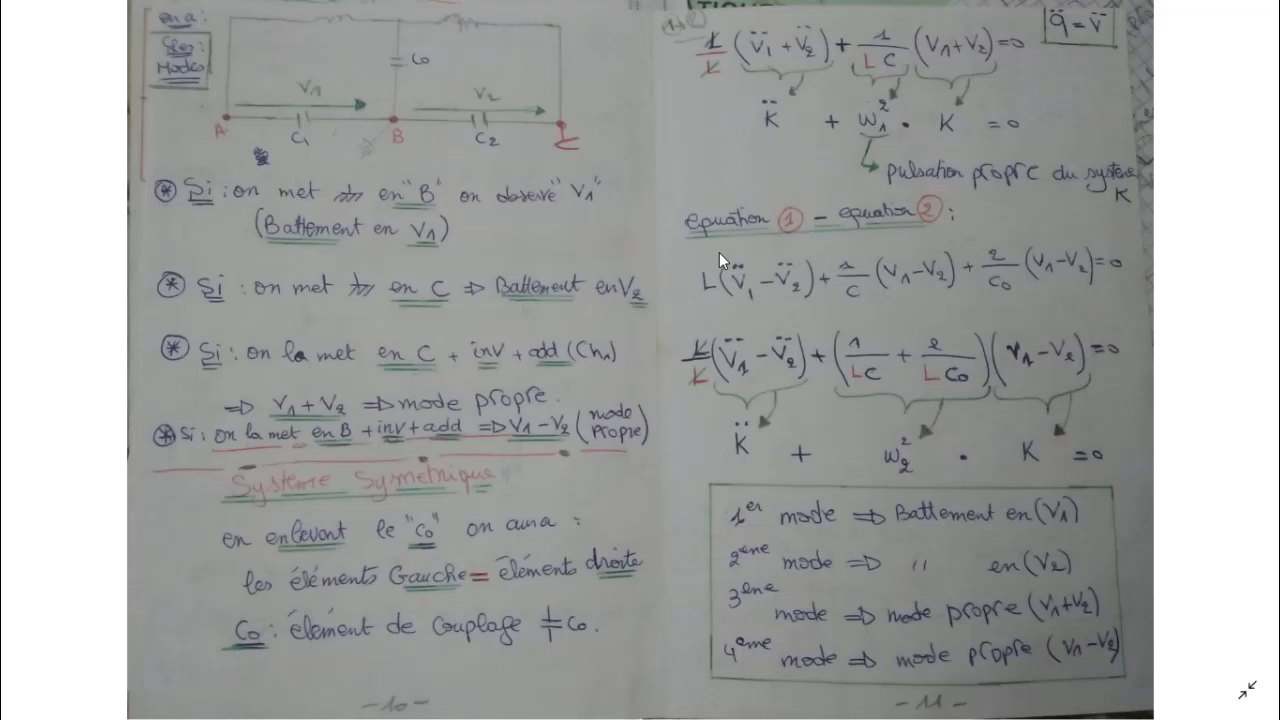 on a:
Les:
Modes
C0
V1
V2
A
C1
B
C2
* Si : on met en "B" on observe "V1"
(Battement en V1)
* Si : on met en C => Battement en V2
* Si : on la met en C + inv + add (Ch1)
=> V1 + V2 => mode propre.
* Si : on la met en B + inv + add => V1 - V2 (mode propre)
Système Symetrique
en enlevant le "C0" on aura :
les éléments Gauche = éléments droite
C0 : élément de couplage C0.
- 10 -
q̈ = V̈
L/L (V̈1 + V̈2) + 1/LC (V1 + V2) = 0
K̈ + ω1² . K = 0
pulsation propre du système
K
equation ① - equation ② :
L(V̈1 - V̈2) + 1/C (V1 - V2) + 2/C0 (V1 - V2) = 0
L/L (V̈1 - V̈2) + (1/LC + 2/LC0) (V1 - V2) = 0
K̈ + ω2² . K = 0
1er mode => Battement en (V1)
2ème mode => " en (V2)
3ème mode => mode propre (V1 + V2)
4ème mode => mode propre (V1 - V2)
- 11 -